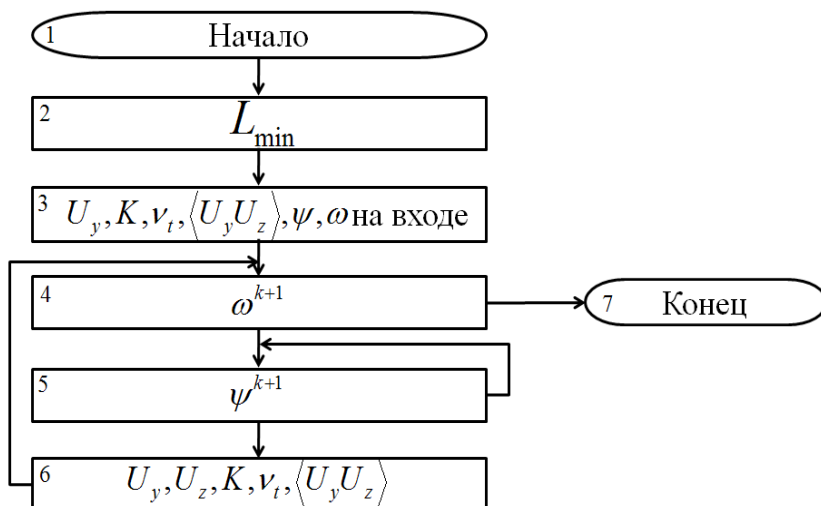 1 Начало
2 L_min
3 U_y, K, ν_t, ⟨U_y U_z⟩, ψ, ω на входе
4 ω^{k+1}
7 Конец
5 ψ^{k+1}
6 U_y, U_z, K, ν_t, ⟨U_y U_z⟩